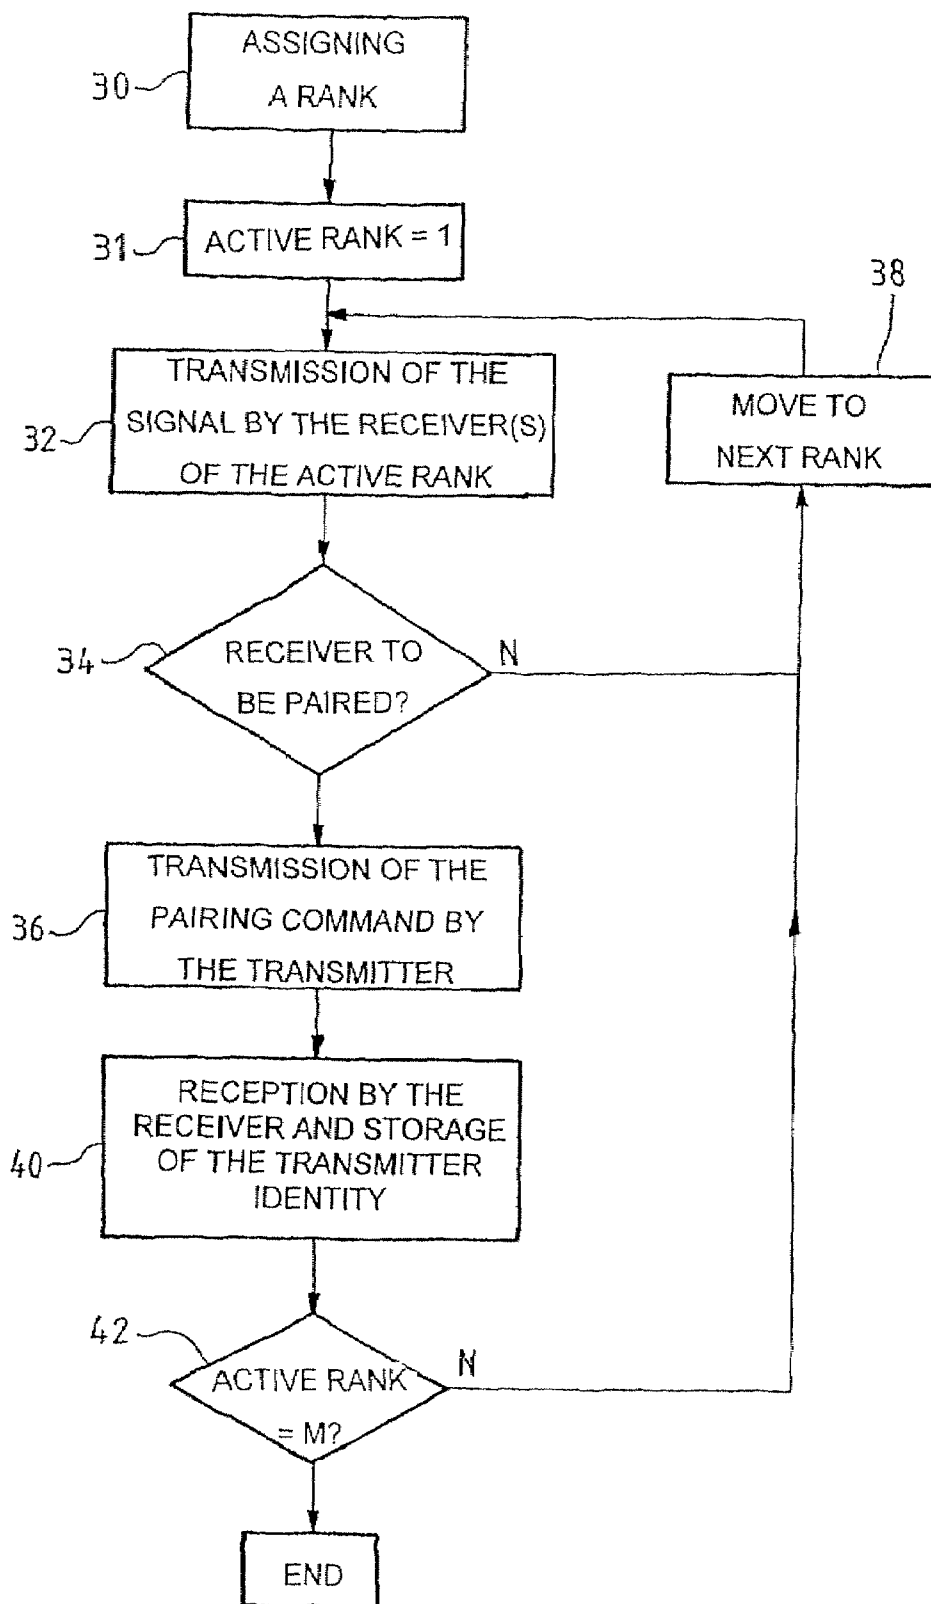 ASSIGNING
A RANK
30
ACTIVE RANK = 1
31
38
TRANSMISSION OF THE
SIGNAL BY THE RECEIVER(S)
OF THE ACTIVE RANK
32
MOVE TO
NEXT RANK
34
RECEIVER TO
BE PAIRED?
N
TRANSMISSION OF THE
PAIRING COMMAND BY
THE TRANSMITTER
36
RECEPTION BY THE
RECEIVER AND STORAGE
OF THE TRANSMITTER
IDENTITY
40
42
ACTIVE RANK
= M?
N
END